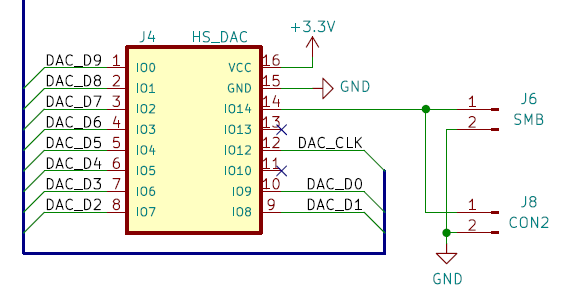 +3.3V
J4 HS_DAC
DAC_D9 1 IO0 VCC 16
DAC_D8 2 IO1 GND 15 GND
DAC_D7 3 IO2 IO14 14 1 J6
DAC_D6 4 IO3 IO13 13 2 SMB
DAC_D5 5 IO4 IO12 12 DAC_CLK
DAC_D4 6 IO5 IO10 11
DAC_D3 7 IO6 IO9 10 DAC_D0
DAC_D2 8 IO7 IO8 9 DAC_D1 1 J8
2 CON2
GND